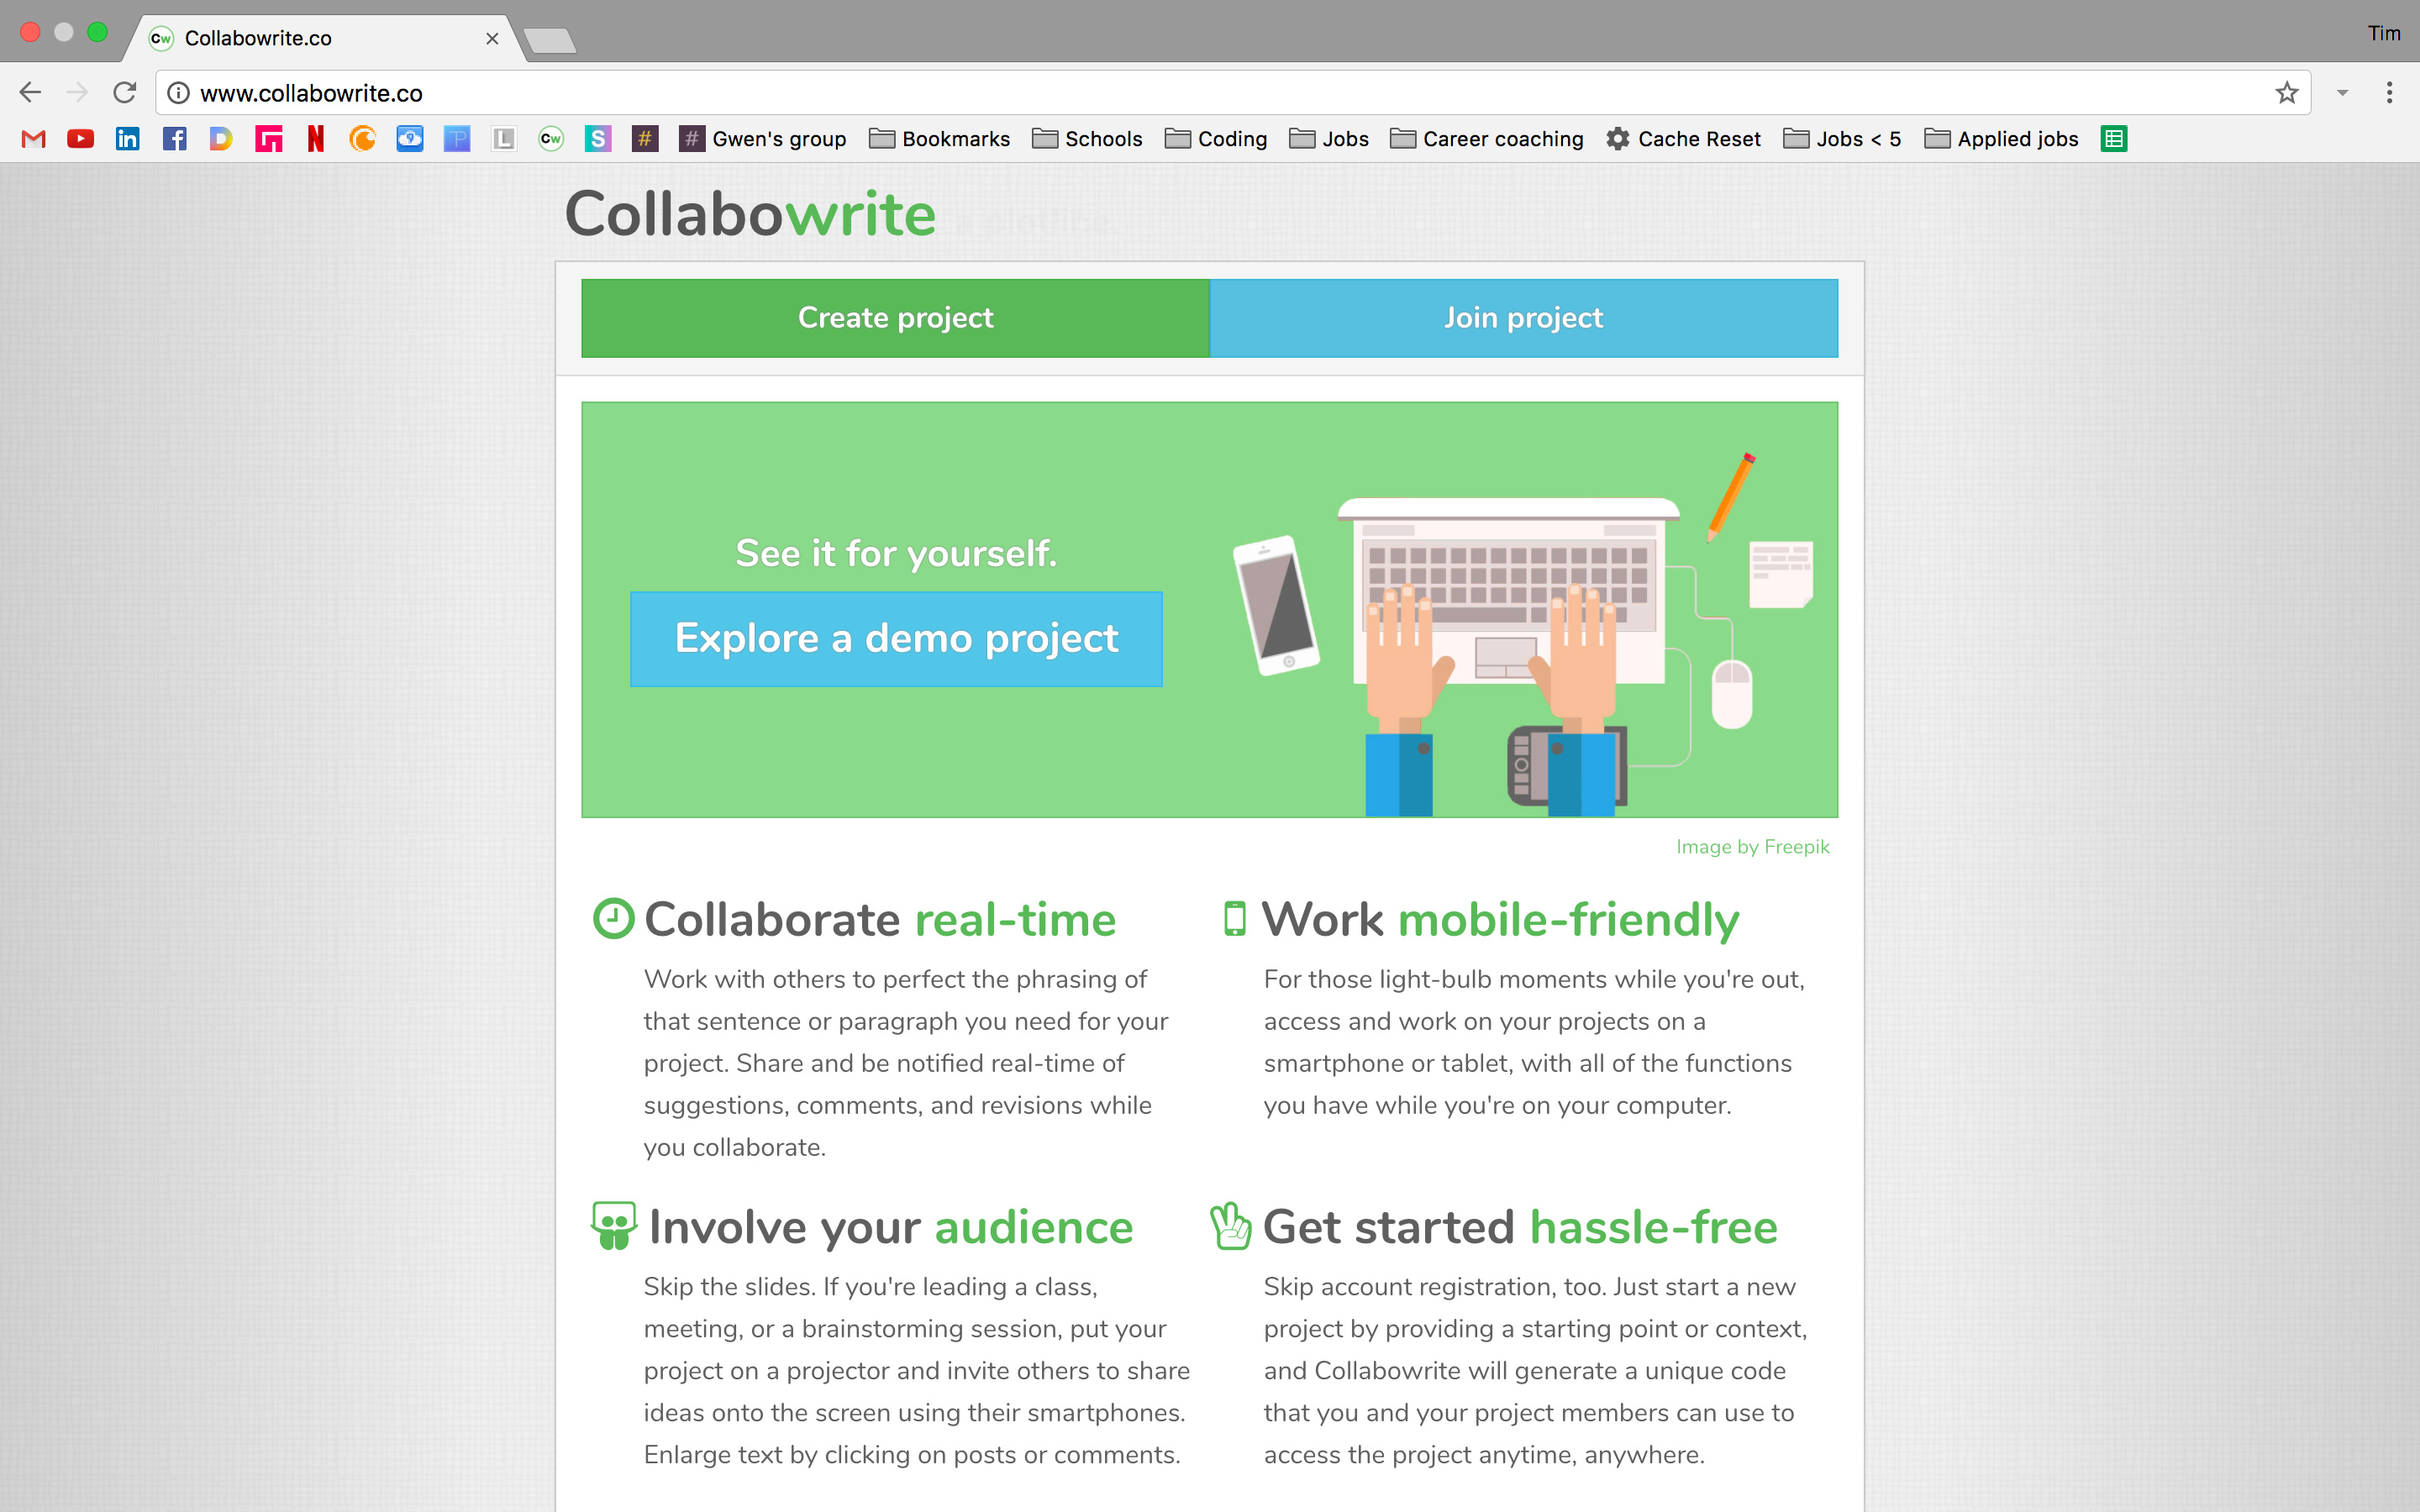 Cw Collabowrite.co
Tim
www.collabowrite.co
Cw S # # Gwen's group Bookmarks Schools Coding Jobs Career coaching Cache Reset Jobs < 5 Applied jobs
Collabowrite a plotline.
Create project Join project
See it for yourself.
Explore a demo project
Image by Freepik
Collaborate real-time
Work with others to perfect the phrasing of
that sentence or paragraph you need for your
project. Share and be notified real-time of
suggestions, comments, and revisions while
you collaborate.
Work mobile-friendly
For those light-bulb moments while you're out,
access and work on your projects on a
smartphone or tablet, with all of the functions
you have while you're on your computer.
Involve your audience
Skip the slides. If you're leading a class,
meeting, or a brainstorming session, put your
project on a projector and invite others to share
ideas onto the screen using their smartphones.
Enlarge text by clicking on posts or comments.
Get started hassle-free
Skip account registration, too. Just start a new
project by providing a starting point or context,
and Collabowrite will generate a unique code
that you and your project members can use to
access the project anytime, anywhere.